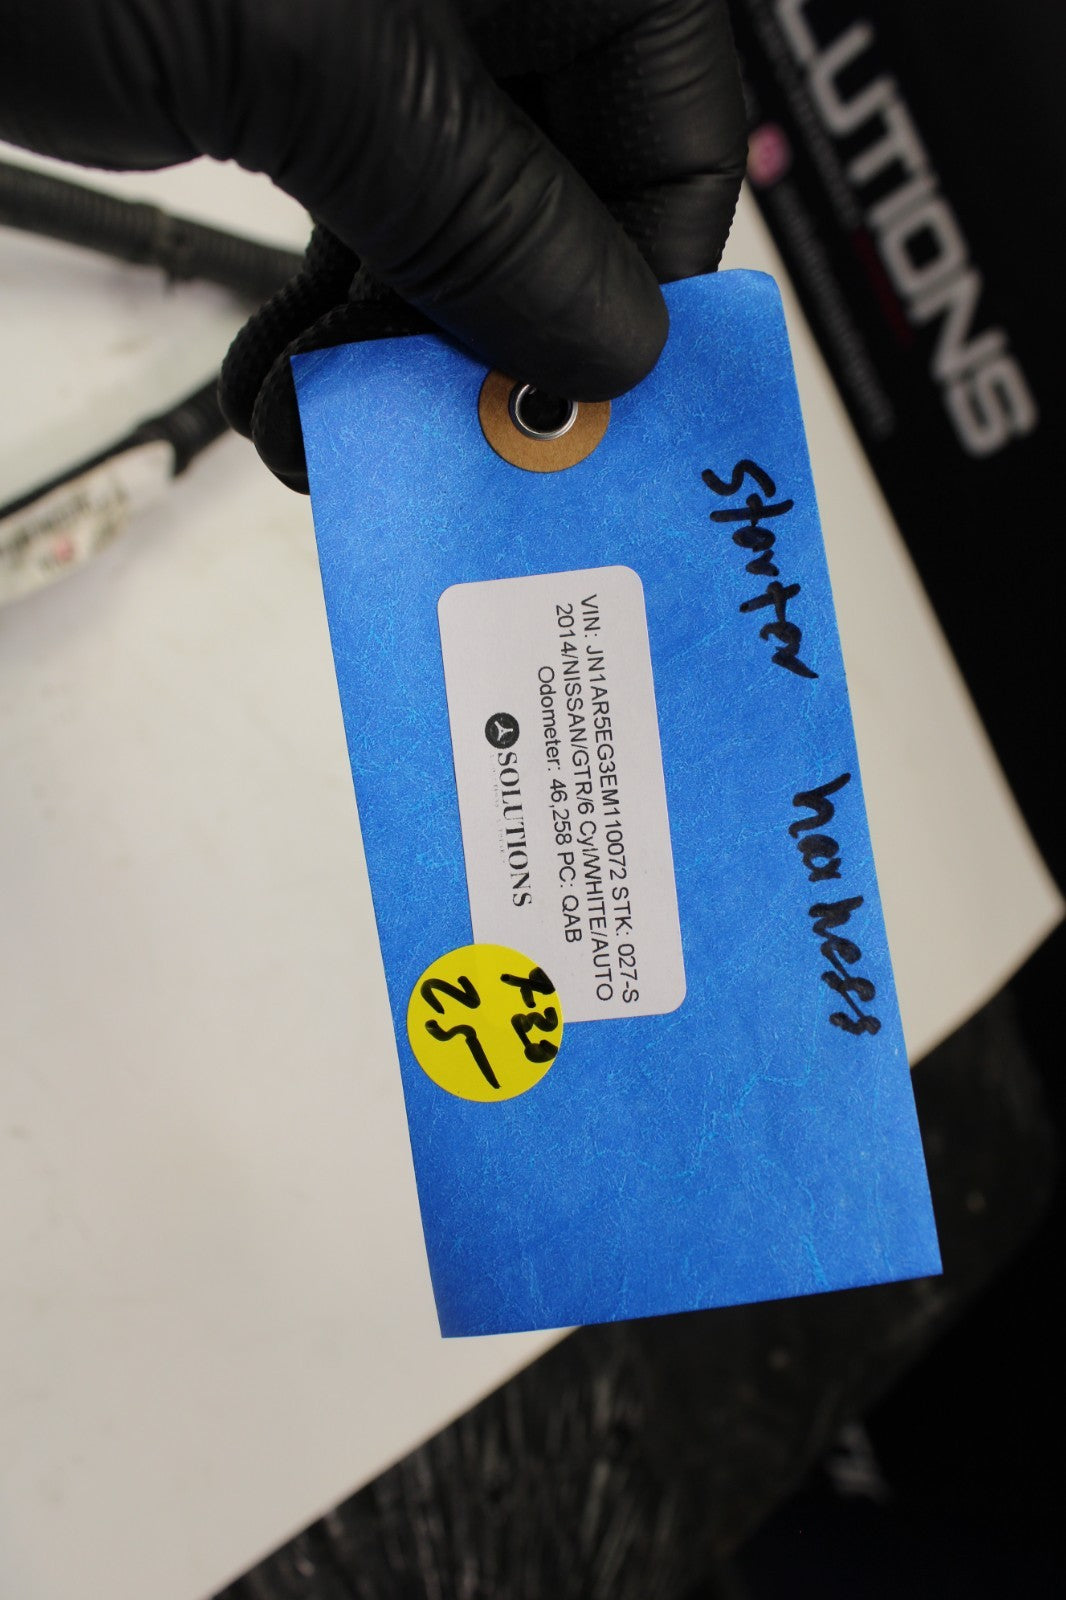 Starter harness
VIN: JN1AR5EG3EM110072 STK: 027-S
2014/NISSAN/GTR/6 Cyl/WHITE/AUTO
Odometer: 46,258 PC: QAB
SOLUTIONS
25
LUTIONS